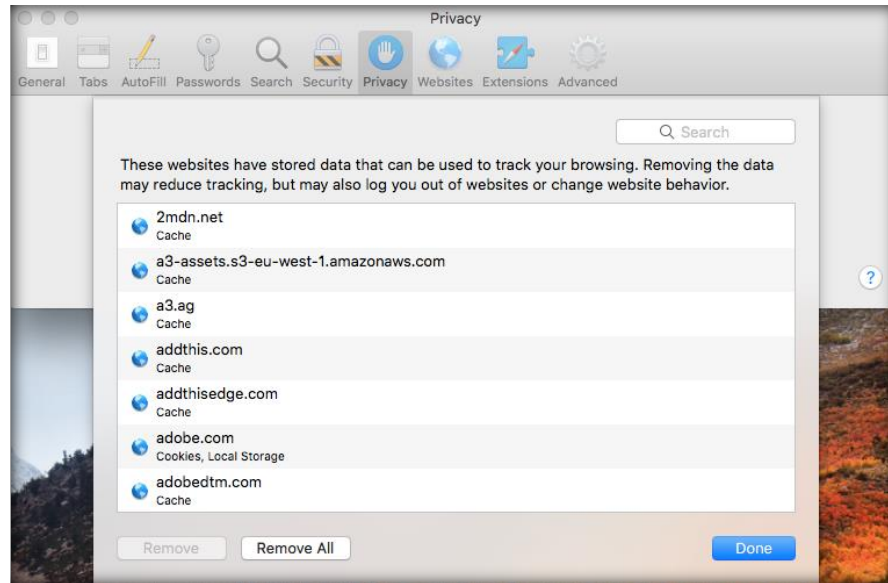 Privacy
General Tabs AutoFill Passwords Search Security Privacy Websites Extensions Advanced
Search
These websites have stored data that can be used to track your browsing. Removing the data
may reduce tracking, but may also log you out of websites or change website behavior.
2mdn.net
Cache
a3-assets.s3-eu-west-1.amazonaws.com
Cache
?
a3.ag
Cache
addthis.com
Cache
addthisedge.com
Cache
adobe.com
Cookies, Local Storage
adobedtm.com
Cache
Remove Remove All Done